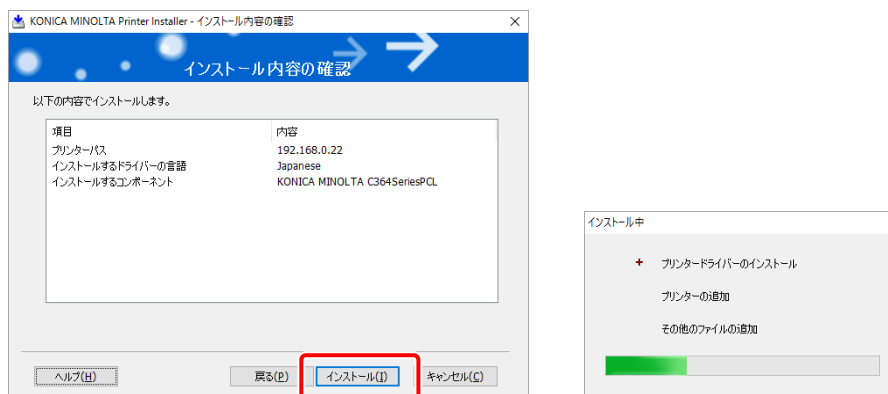 KONICA MINOLTA Printer Installer - インストール内容の確認
インストール内容の確認
以下の内容でインストールします。
項目 内容
プリンターパス 192.168.0.22
インストールするドライバーの言語 Japanese
インストールするコンポーネント KONICA MINOLTA C364SeriesPCL
ヘルプ(H) 戻る(P) インストール(I) キャンセル(C)
インストール中
プリンタードライバーのインストール
プリンターの追加
その他のファイルの追加